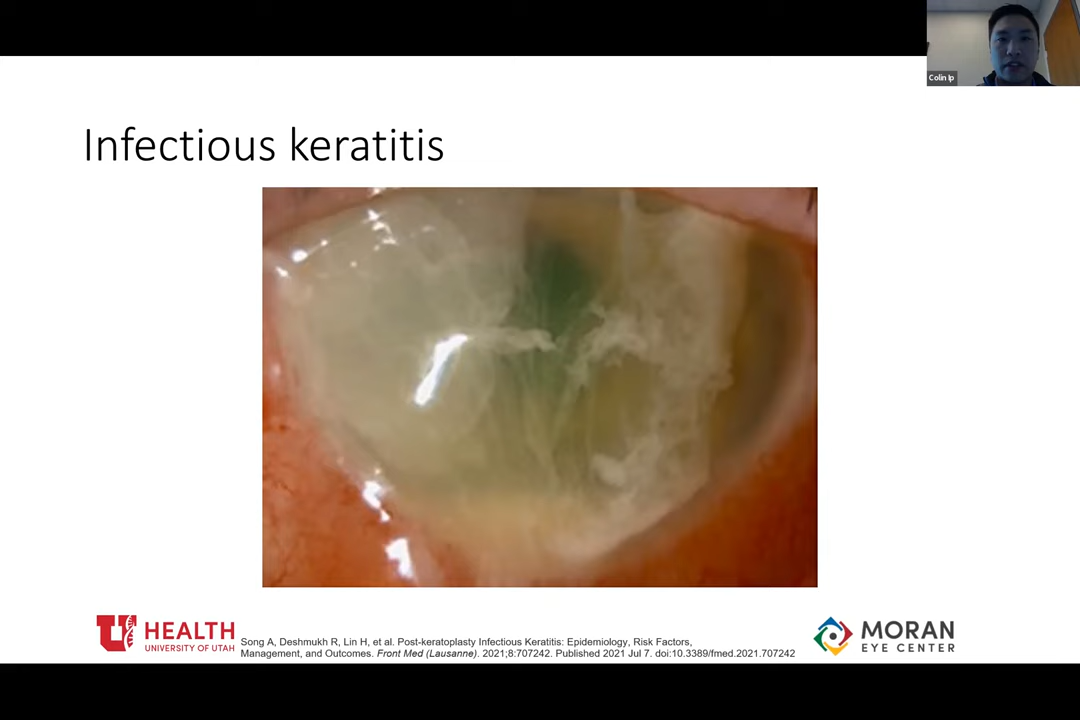 Colin Ip
Infectious keratitis
U HEALTH
UNIVERSITY OF UTAH
Song A, Deshmukh R, Lin H, et al. Post-keratoplasty Infectious Keratitis: Epidemiology, Risk Factors,
Management, and Outcomes. Front Med (Lausanne). 2021;8:707242. Published 2021 Jul 7. doi:10.3389/fmed.2021.707242
MORAN
EYE CENTER